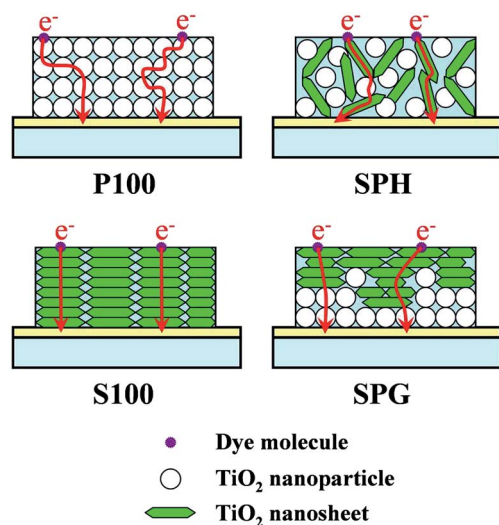 e⁻ e⁻ e⁻ e⁻
P100 SPH
e⁻ e⁻ e⁻ e⁻
S100 SPG
Dye molecule
TiO₂ nanoparticle
TiO₂ nanosheet